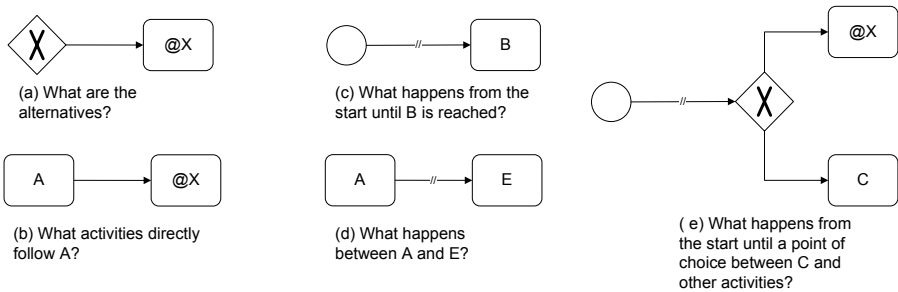 X
@X
(a) What are the
alternatives?
A
@X
(b) What activities directly
follow A?
//
B
(c) What happens from the
start until B is reached?
A
//
E
(d) What happens
between A and E?
@X
//
X
C
( e) What happens from
the start until a point of
choice between C and
other activities?